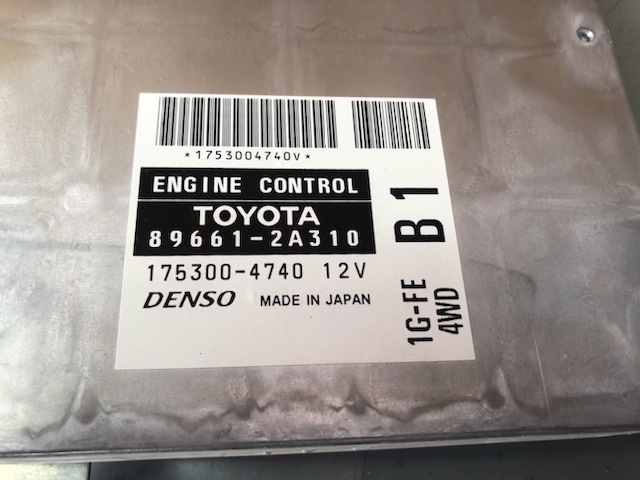 *1753004740V*
ENGINE CONTROL
TOYOTA
89661-2A310
175300-4740 12V
DENSO MADE IN JAPAN
B1
1G-FE
4WD